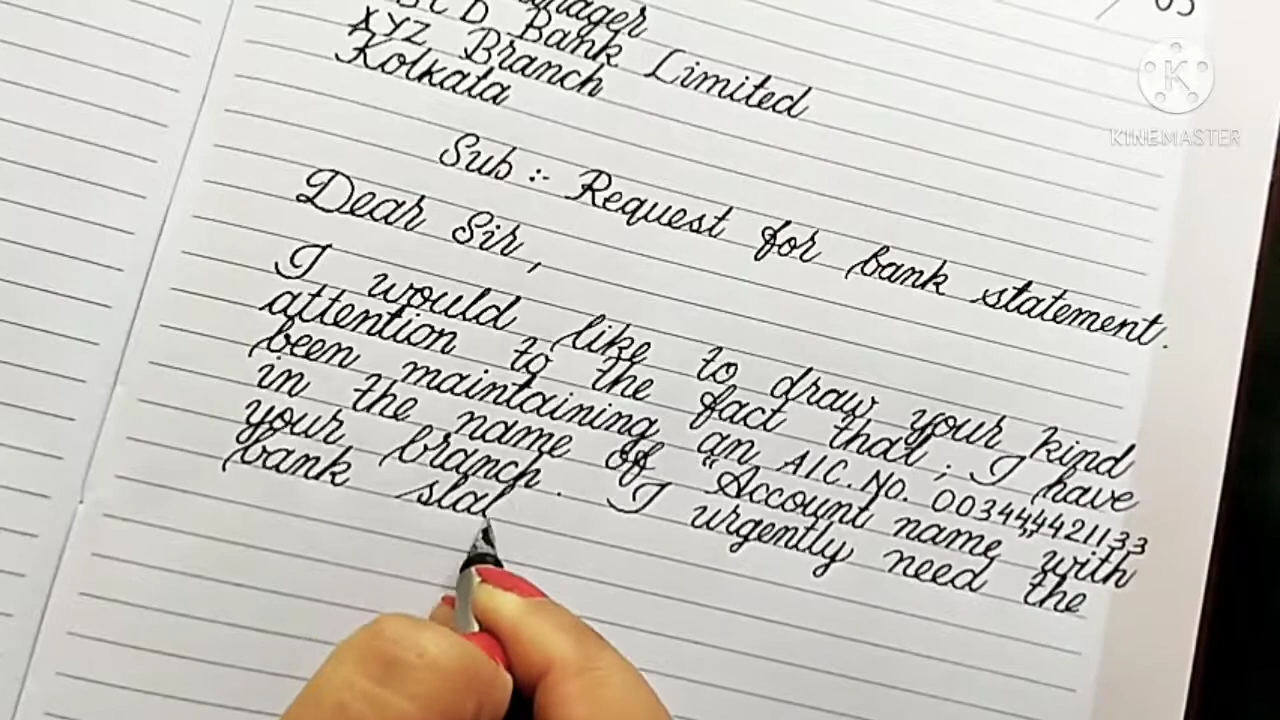 Bank Limited
XYZ Branch
Kolkata
Sub :- Request for bank statement.
Dear Sir,
I would like to draw your kind
attention to the fact that; I have
been maintaining an A/C. No. 003444421133
in the name of "Account name" with
your branch. I urgently need the
bank stat
KINEMASTER